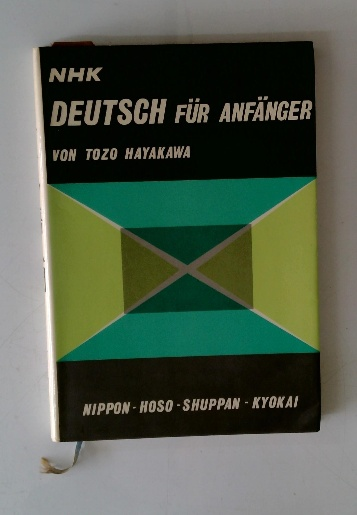 NHK
DEUTSCH FÜR ANFÄNGER
VON TOZO HAYAKAWA
NIPPON-HOSO-SHUPPAN-KYOKAI